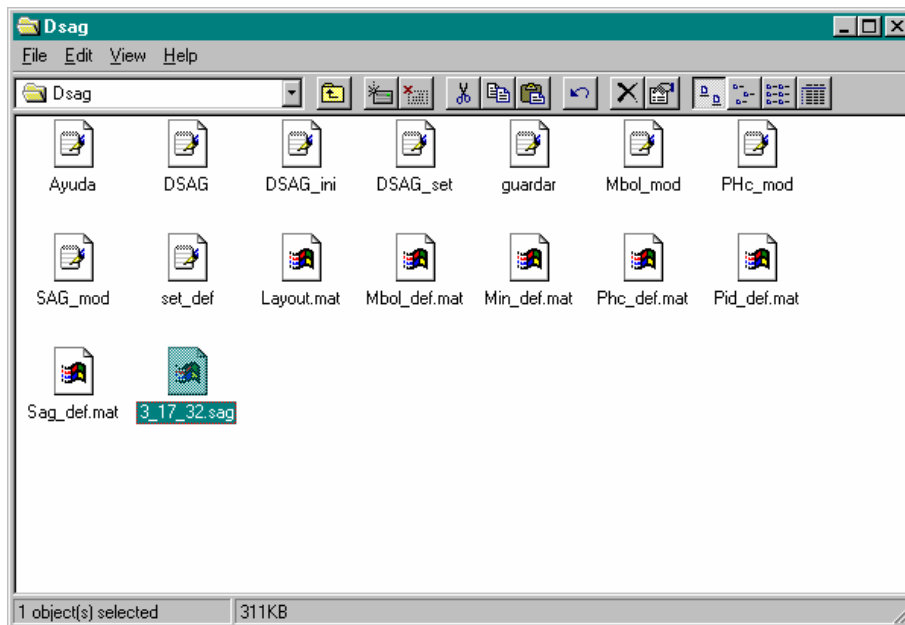 Dsag
File Edit View Help
Dsag
Ayuda DSAG DSAG_ini DSAG_set guardar Mbol_mod PHc_mod
SAG_mod set_def Layout.mat Mbol_def.mat Min_def.mat Phc_def.mat Pid_def.mat
Sag_def.mat 3_17_32.sag
1 object(s) selected 311KB